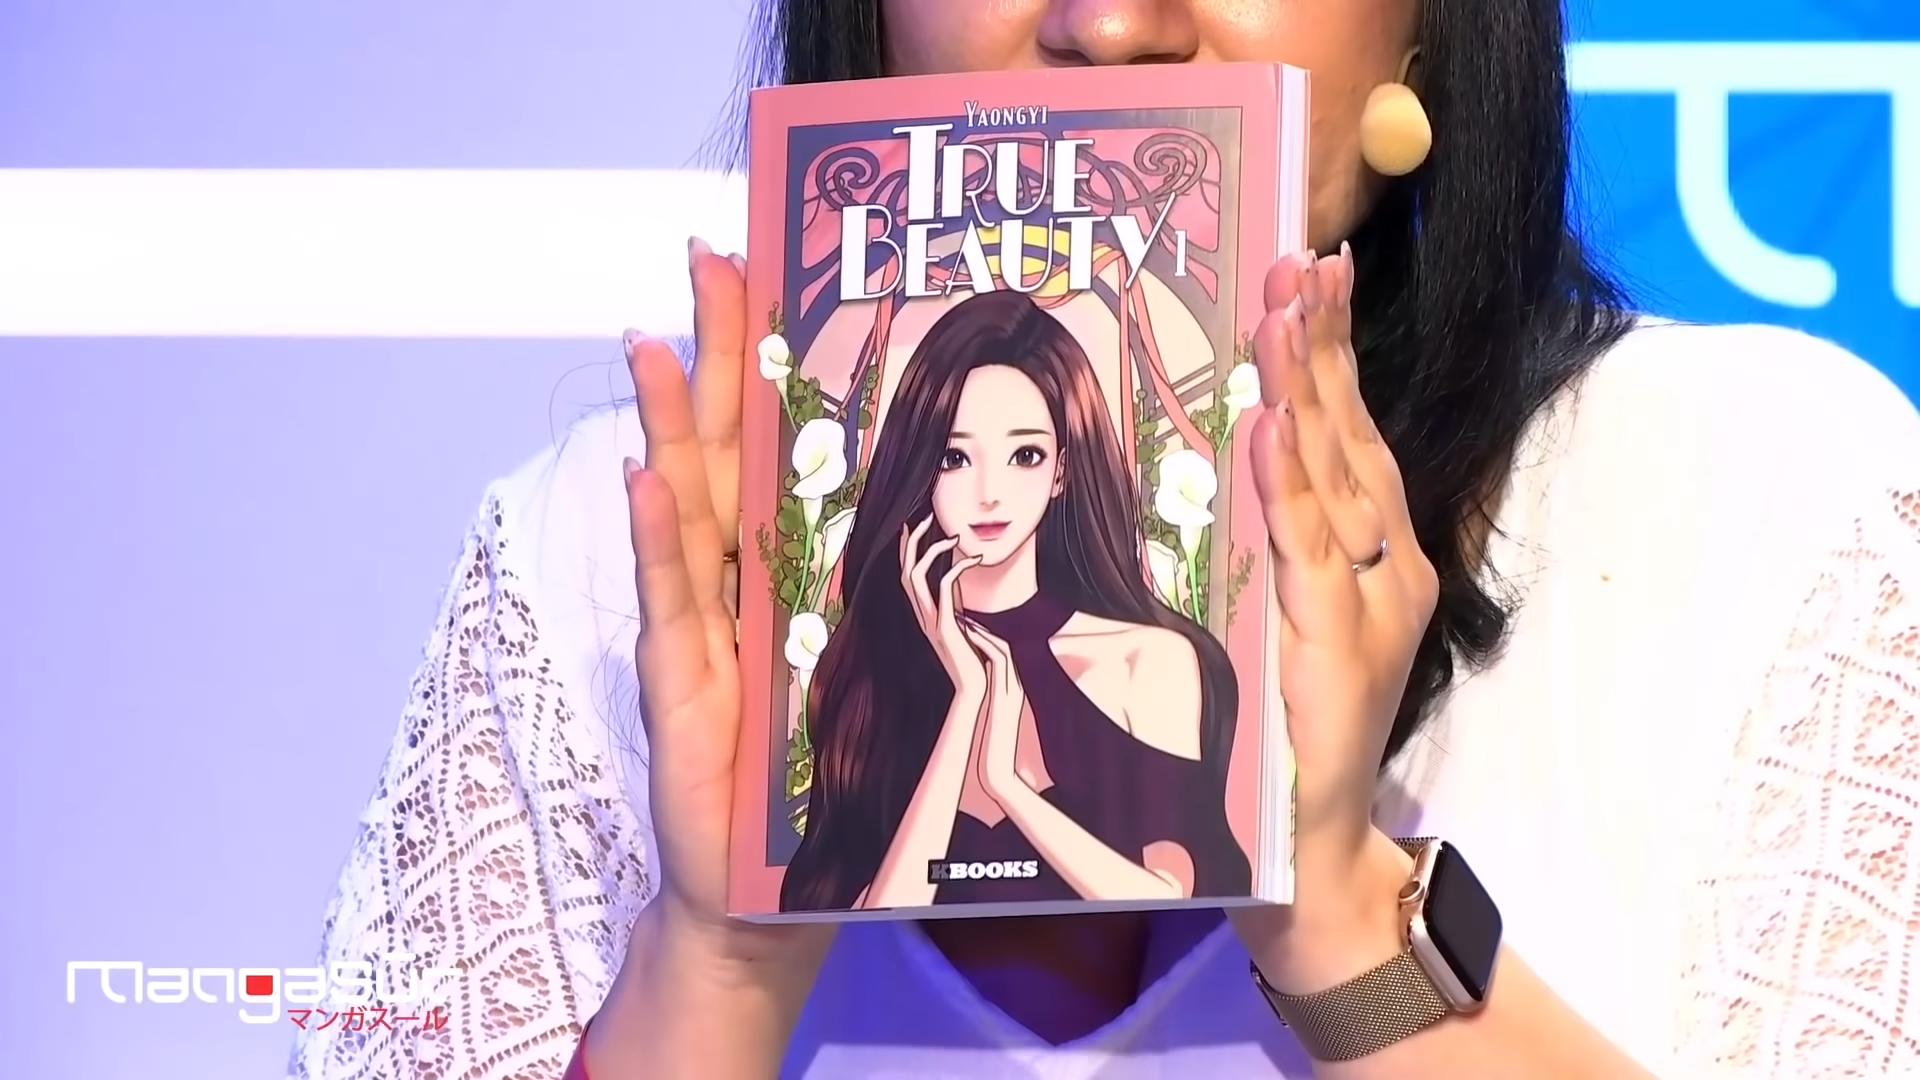 YAONGYI
TRUE
BEAUTY 1
KBOOKS
mangasūr
マンガスール